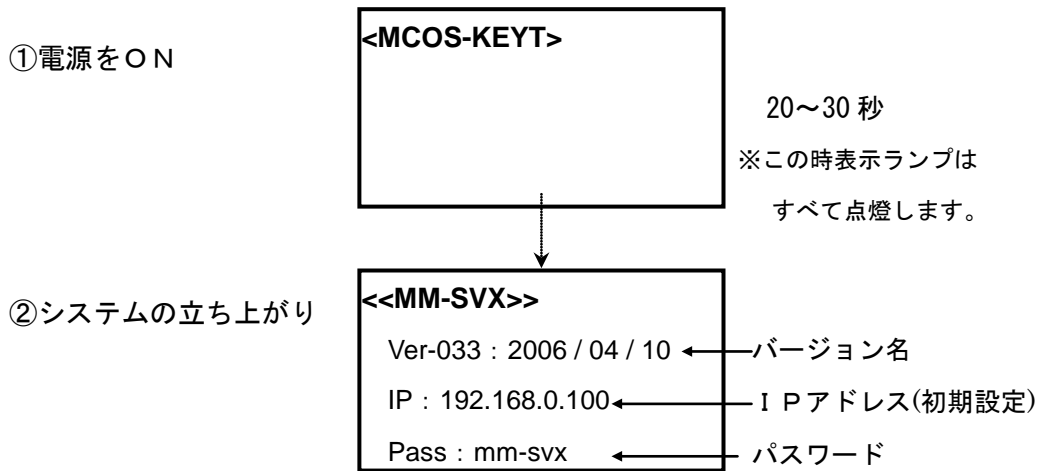 ①電源をＯＮ
<MCOS-KEYT>
20～30 秒
※この時表示ランプは
すべて点燈します。
②システムの立ち上がり
<<MM-SVX>>
Ver-033：2006 / 04 / 10
バージョン名
IP：192.168.0.100
ＩＰアドレス(初期設定)
Pass：mm-svx
パスワード